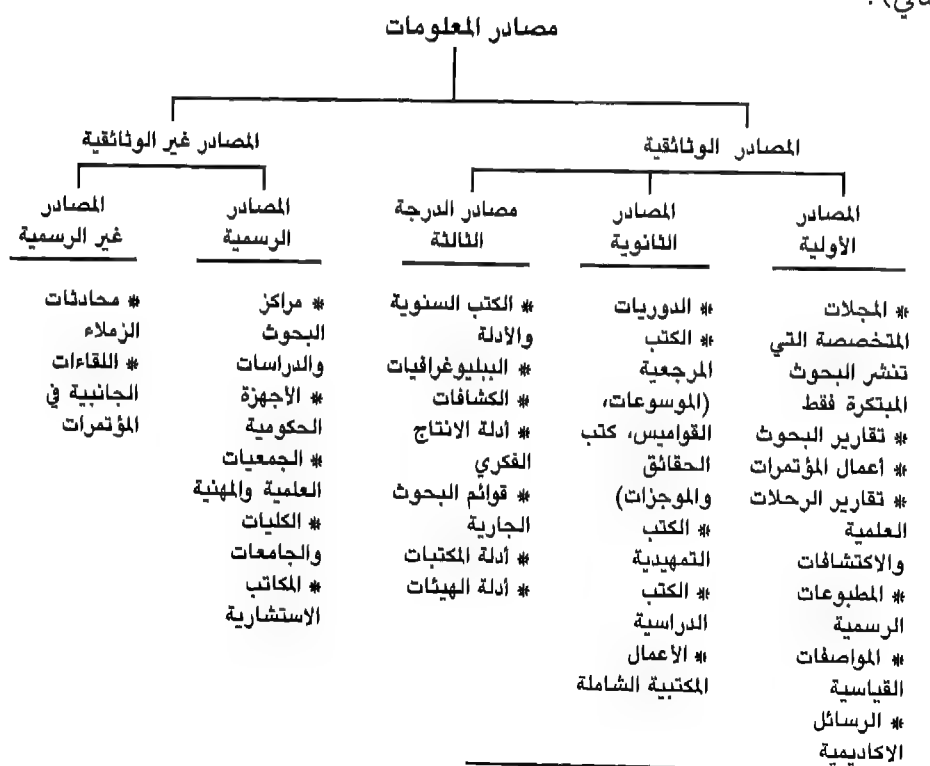 مصادر المعلومات
المصادر الوثائقية
المصادر غير الوثائقية
المصادر
الأولية
* المجلات
المتخصصة التي
تنشر البحوث
المبتكرة فقط
* تقارير البحوث
* أعمال المؤتمرات
* تقارير الرحلات
العلمية
والاكتشافات
* المطبوعات
الرسمية
* المواصفات
القياسية
* الرسائل
الاكاديمية
المصادر
الثانوية
* الدوريات
* الكتب
المرجعية
(الموسوعات،
القواميس، كتب
الحقائق
والموجزات)
* الكتب
التمهيدية
* الكتب
الدراسية
* الأعمال
المكتبية الشاملة
مصادر الدرجة
الثالثة
* الكتب السنوية
والأدلة
* الببليوغرافيات
* الكشافات
* أدلة الانتاج
الفكري
* قوائم البحوث
الجارية
* أدلة المكتبات
* أدلة الهيئات
المصادر
الرسمية
* مراكز
البحوث
والدراسات
* الأجهزة
الحكومية
* الجمعيات
العلمية والمهنية
* الكليات
والجامعات
* المكاتب
الاستشارية
المصادر
غير الرسمية
* محادثات
الزملاء
* اللقاءات
الجانبية في
المؤتمرات